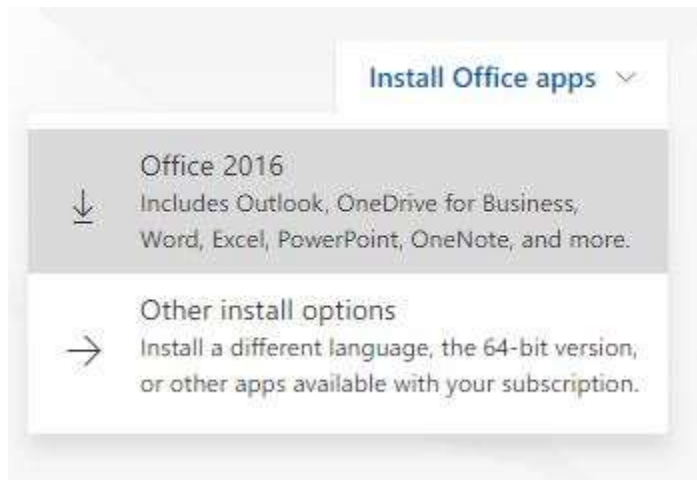 Install Office apps
Office 2016
Includes Outlook, OneDrive for Business,
Word, Excel, PowerPoint, OneNote, and more.
Other install options
Install a different language, the 64-bit version,
or other apps available with your subscription.